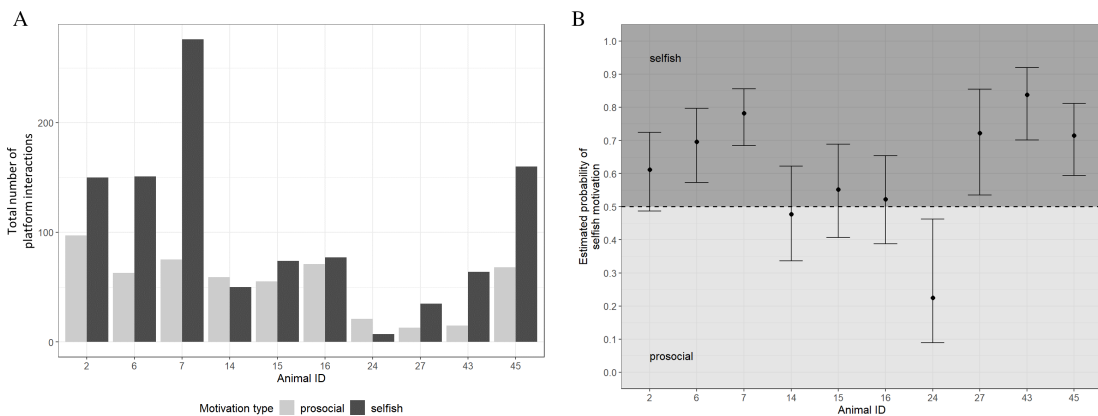 A
Total number of
platform interactions
250
100
0
2 6 7 14 15 16 24 27 43 45
Animal ID
Motivation type prosocial selfish
B
Estimated probability of
selfish motivation
1.0
0.9
0.8
0.7
0.6
0.5
0.4
0.3
0.2
0.1
0.0
selfish
prosocial
2 6 7 14 15 16 24 27 43 45
Animal ID